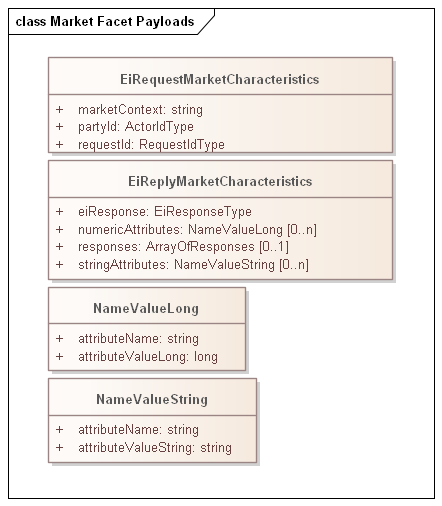 class Market Facet Payloads
EiRequestMarketCharacteristics
+ marketContext: string
+ partyId: ActorIdType
+ requestId: RequestIdType
EiReplyMarketCharacteristics
+ eiResponse: EiResponseType
+ numericAttributes: NameValueLong [0..n]
+ responses: ArrayOfResponses [0..1]
+ stringAttributes: NameValueString [0..n]
NameValueLong
+ attributeName: string
+ attributeValueLong: long
NameValueString
+ attributeName: string
+ attributeValueString: string